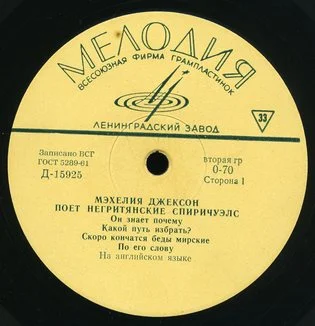 МЕЛОДИЯ
ВСЕСОЮЗНАЯ ФИРМА ГРАМПЛАСТИНОК
ЛЕНИНГРАДСКИЙ ЗАВОД
33
Записано ВСГ
ГОСТ 5289-61
Д-15925
вторая гр
0-70
Сторона I
МЭХЕЛИЯ ДЖЕКСОН
ПОЕТ НЕГРИТЯНСКИЕ СПИРИЧУЭЛС
Он знает почему
Какой путь избрать?
Скоро кончатся беды мирские
По его слову
На английском языке